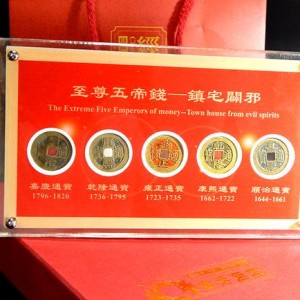 至尊五帝錢—鎮宅關邪
The Extreme Five Emperors of money--Town house from evil spirits
嘉慶通寶 乾隆通寶 雍正通寶 康熙通寶 順治通寶
1796-1820 1736-1795 1723-1735 1662-1722 1644-1661